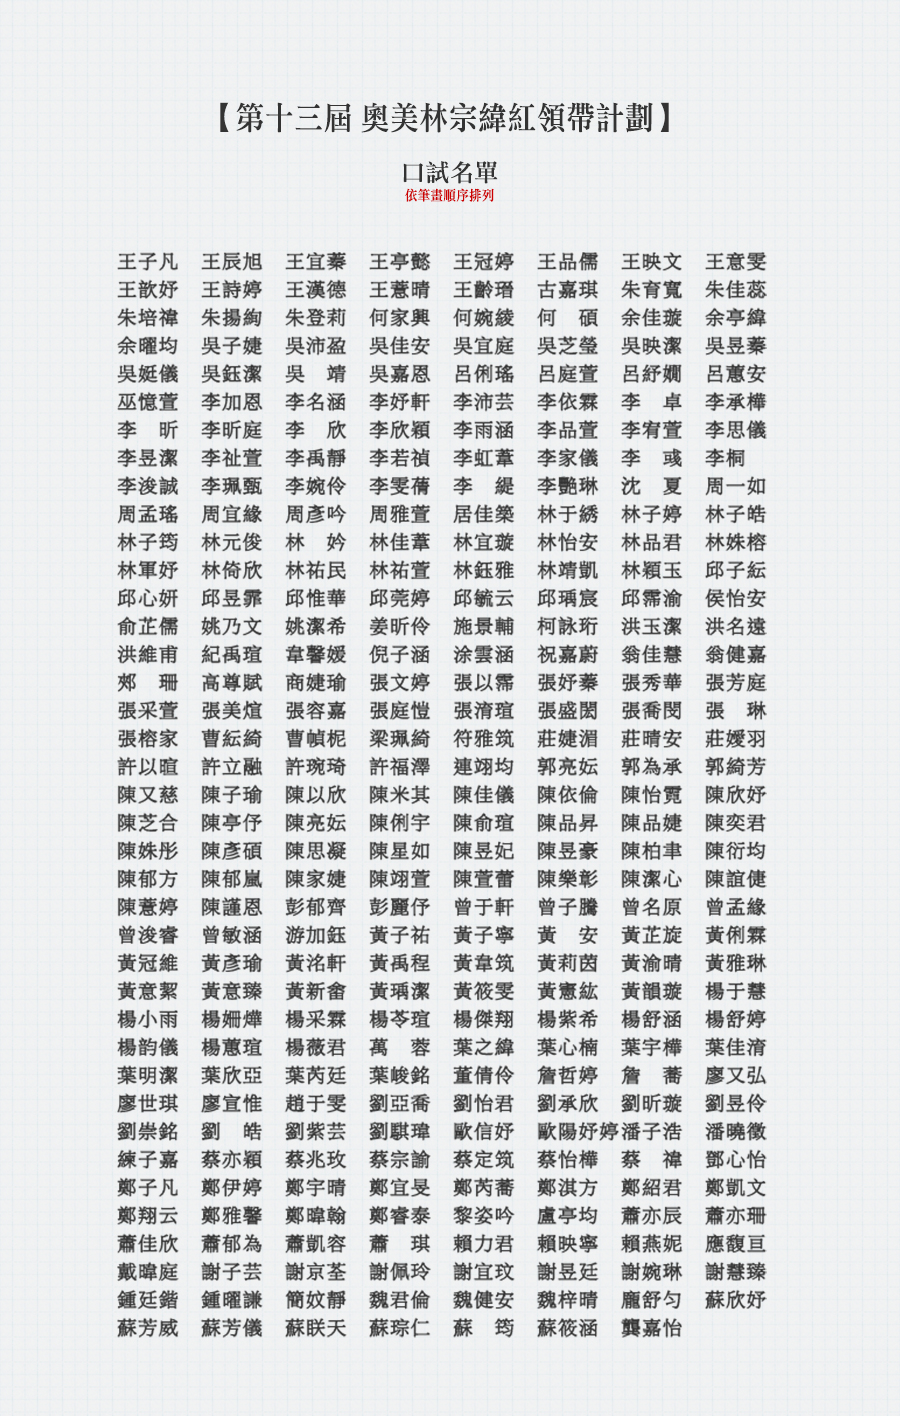 【第十三屆 奧美林宗緯紅領帶計劃】
口試名單
依筆畫順序排列
王子凡 王辰旭 王宜蓁 王亭懿 王冠婷 王品儒 王映文 王意雯
王歆妤 王詩婷 王漢德 王薏晴 王齡瑨 古嘉琪 朱育寬 朱佳蕊
朱培禕 朱揚絢 朱登莉 何家興 何婉綾 何　碩 余佳璇 余亭緯
余曜均 吳子婕 吳沛盈 吳佳安 吳宜庭 吳芝瑩 吳映潔 吳昱蓁
吳娗儀 吳鈺潔 吳　靖 吳嘉恩 呂俐瑤 呂庭萱 呂紓嫺 呂蕙安
巫憶萱 李加恩 李名涵 李妤軒 李沛芸 李依霖 李　卓 李承樺
李　昕 李昕庭 李　欣 李欣穎 李雨涵 李品萱 李宥萱 李思儀
李昱潔 李祉萱 李禹靜 李若禎 李虹葦 李家儀 李　彧 李桐
李浚誠 李珮甄 李婉伶 李雯蒨 李　緹 李艷琳 沈　夏 周一如
周孟瑤 周宜緣 周彥吟 周雅萱 居佳築 林于綉 林子婷 林子皓
林子筠 林元俊 林　妗 林佳葦 林宜璇 林怡安 林品君 林姝榕
林軍妤 林倚欣 林祐民 林祐萱 林鈺雅 林靖凱 林穎玉 邱子紜
邱心妍 邱昱霏 邱惟華 邱莞婷 邱毓云 邱瑀宸 邱霈渝 侯怡安
俞芷儒 姚乃文 姚潔希 姜昕伶 施景輔 柯詠珩 洪玉潔 洪名遠
洪維甫 紀禹瑄 韋馨媛 倪子涵 涂雲涵 祝嘉蔚 翁佳慧 翁健嘉
郟　珊 高尊賦 商婕瑜 張文婷 張以霈 張妤蓁 張秀華 張芳庭
張采萱 張美煊 張容嘉 張庭愷 張淯瑄 張盛閎 張喬閔 張　琳
張榕家 曹紜綺 曹幀柅 梁珮綺 符雅筑 莊婕湄 莊晴安 莊嫒羽
許以暄 許立融 許琬琦 許福澤 連翊均 郭亮妘 郭為承 郭綺芳
陳又慈 陳子瑜 陳以欣 陳米其 陳佳儀 陳依倫 陳怡霓 陳欣妤
陳芝合 陳亭伃 陳亮妘 陳俐宇 陳俞瑄 陳品昇 陳品婕 陳奕君
陳姝彤 陳彥碩 陳思凝 陳星如 陳昱妃 陳昱豪 陳柏聿 陳衍均
陳郁方 陳郁嵐 陳家婕 陳翊萱 陳萱蕾 陳樂彰 陳潔心 陳誼倢
陳薏婷 陳謹恩 彭郁齊 彭麗伃 曾于軒 曾子騰 曾名原 曾孟緣
曾浚睿 曾敏涵 游加鈺 黃子祐 黃子寧 黃　安 黃芷旋 黃俐霖
黃冠維 黃彥瑜 黃洺軒 黃禹程 黃韋筑 黃莉茵 黃渝晴 黃雅琳
黃意絜 黃意臻 黃新畬 黃瑀潔 黃筱雯 黃憲紘 黃韻璇 楊于慧
楊小雨 楊姍燁 楊采霖 楊苓瑄 楊傑翔 楊紫希 楊舒涵 楊舒婷
楊韵儀 楊蕙瑄 楊薇君 萬　蓉 葉之緯 葉心楠 葉宇樺 葉佳淯
葉明潔 葉欣亞 葉芮廷 葉峻銘 董倩伶 詹哲婷 詹　蕎 廖又弘
廖世琪 廖宣惟 趙于雯 劉亞喬 劉怡君 劉承欣 劉昕璇 劉昱伶
劉崇銘 劉　皓 劉紫芸 劉騏瑋 歐信妤 歐陽妤婷 潘子浩 潘曉徵
練子嘉 蔡亦穎 蔡兆玫 蔡宗諭 蔡定筑 蔡怡樺 蔡　禕 鄧心怡
鄭子凡 鄭伊婷 鄭宇晴 鄭宜旻 鄭芮蕎 鄭淇方 鄭紹君 鄭凱文
鄭翔云 鄭雅馨 鄭暐翰 鄭睿泰 黎姿吟 盧亭均 蕭亦辰 蕭亦珊
蕭佳欣 蕭郁為 蕭凱容 蕭　琪 賴力君 賴映寧 賴燕妮 應馥亘
戴暐庭 謝子芸 謝京荃 謝佩玲 謝宜玟 謝昱廷 謝婉琳 謝慧臻
鍾廷鍇 鍾曜謙 簡妏靜 魏君倫 魏健安 魏梓晴 龐舒勻 蘇欣妤
蘇芳威 蘇芳儀 蘇眹天 蘇琮仁 蘇　筠 蘇筱涵 龔嘉怡